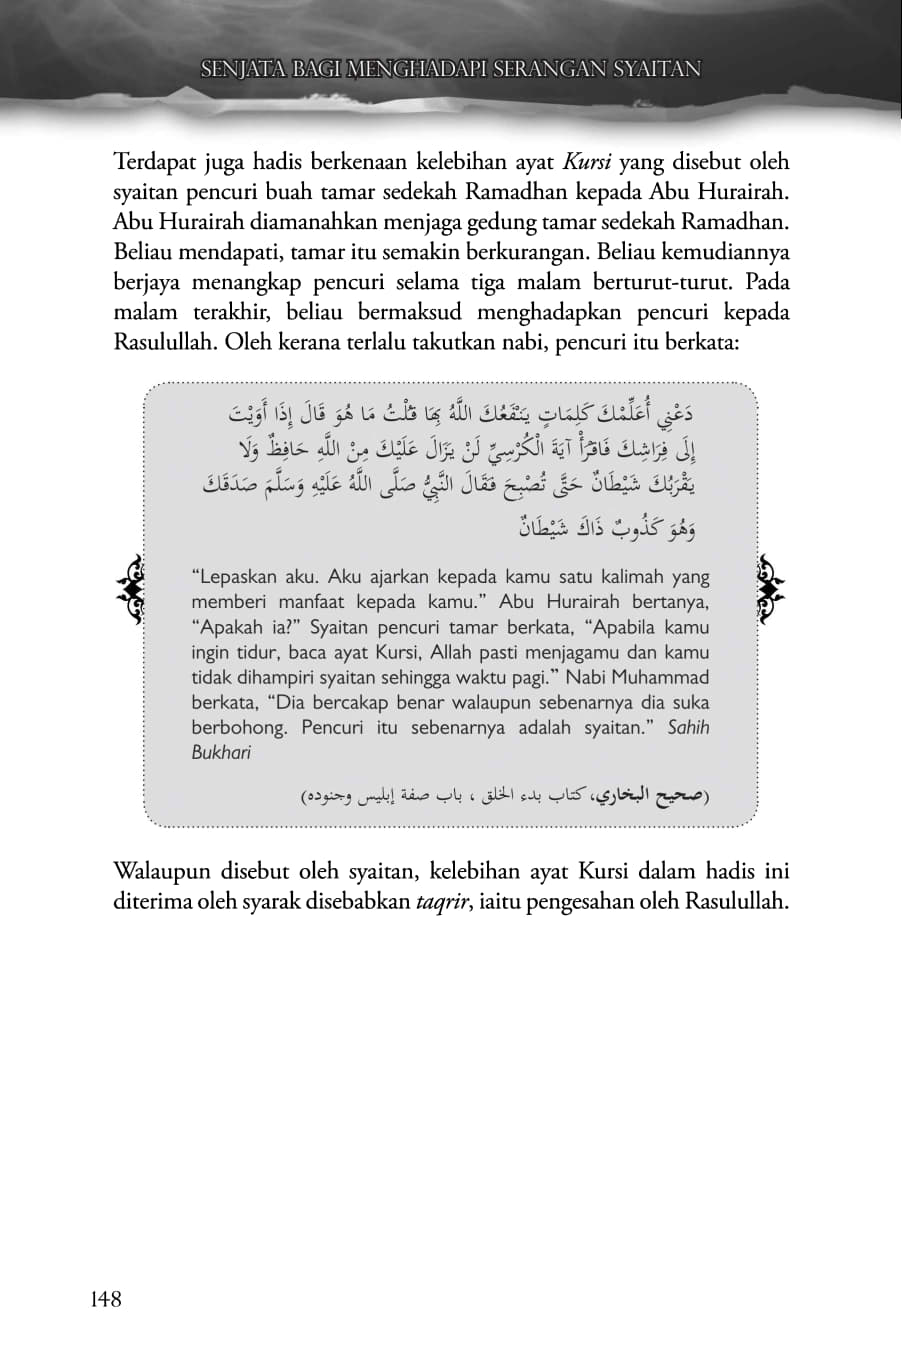 SENJATA BAGI MENGHADAPI SERANGAN SYAITAN
Terdapat juga hadis berkenaan kelebihan ayat Kursi yang disebut oleh
syaitan pencuri buah tamar sedekah Ramadhan kepada Abu Hurairah.
Abu Hurairah diamanahkan menjaga gedung tamar sedekah Ramadhan.
Beliau mendapati, tamar itu semakin berkurangan. Beliau kemudiannya
berjaya menangkap pencuri selama tiga malam berturut-turut. Pada
malam terakhir, beliau bermaksud menghadapkan pencuri kepada
Rasulullah. Oleh kerana terlalu takutkan nabi, pencuri itu berkata:
دَعْنِي أُعَلِّمْكَ كَلِمَاتٍ يَنْفَعُكَ اللَّهُ بِهَا قُلْتُ مَا هُوَ قَالَ إِذَا أَوَيْتَ
إِلَى فِرَاشِكَ فَاقْرَأْ آيَةَ الْكُرْسِيِّ لَنْ يَزَالَ عَلَيْكَ مِنْ اللَّهِ حَافِظٌ وَلَا
يَقْرَبُكَ شَيْطَانٌ حَتَّى تُصْبِحَ فَقَالَ النَّبِيُّ صَلَّى اللَّهُ عَلَيْهِ وَسَلَّمَ صَدَقَكَ
وَهُوَ كَذُوبٌ ذَاكَ شَيْطَانٌ
“Lepaskan aku. Aku ajarkan kepada kamu satu kalimah yang
memberi manfaat kepada kamu.” Abu Hurairah bertanya,
“Apakah ia?” Syaitan pencuri tamar berkata, “Apabila kamu
ingin tidur, baca ayat Kursi, Allah pasti menjagamu dan kamu
tidak dihampiri syaitan sehingga waktu pagi.” Nabi Muhammad
berkata, “Dia bercakap benar walaupun sebenarnya dia suka
berbohong. Pencuri itu sebenarnya adalah syaitan.” Sahih
Bukhari
(صحيح البخاري، كتاب بدء الخلق ، باب صفة إبليس وجنوده)
Walaupun disebut oleh syaitan, kelebihan ayat Kursi dalam hadis ini
diterima oleh syarak disebabkan taqrir, iaitu pengesahan oleh Rasulullah.
148